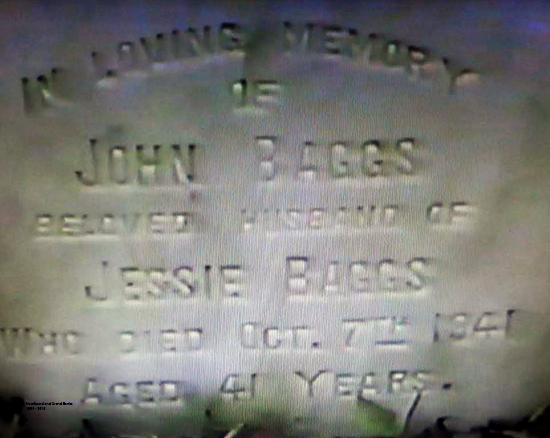 IN LOVING MEMORY
OF
JOHN BAGGS
BELOVED HUSBAND OF
JESSIE BAGGS
WHO DIED OCT. 7TH 1941
AGED 41 YEARS.